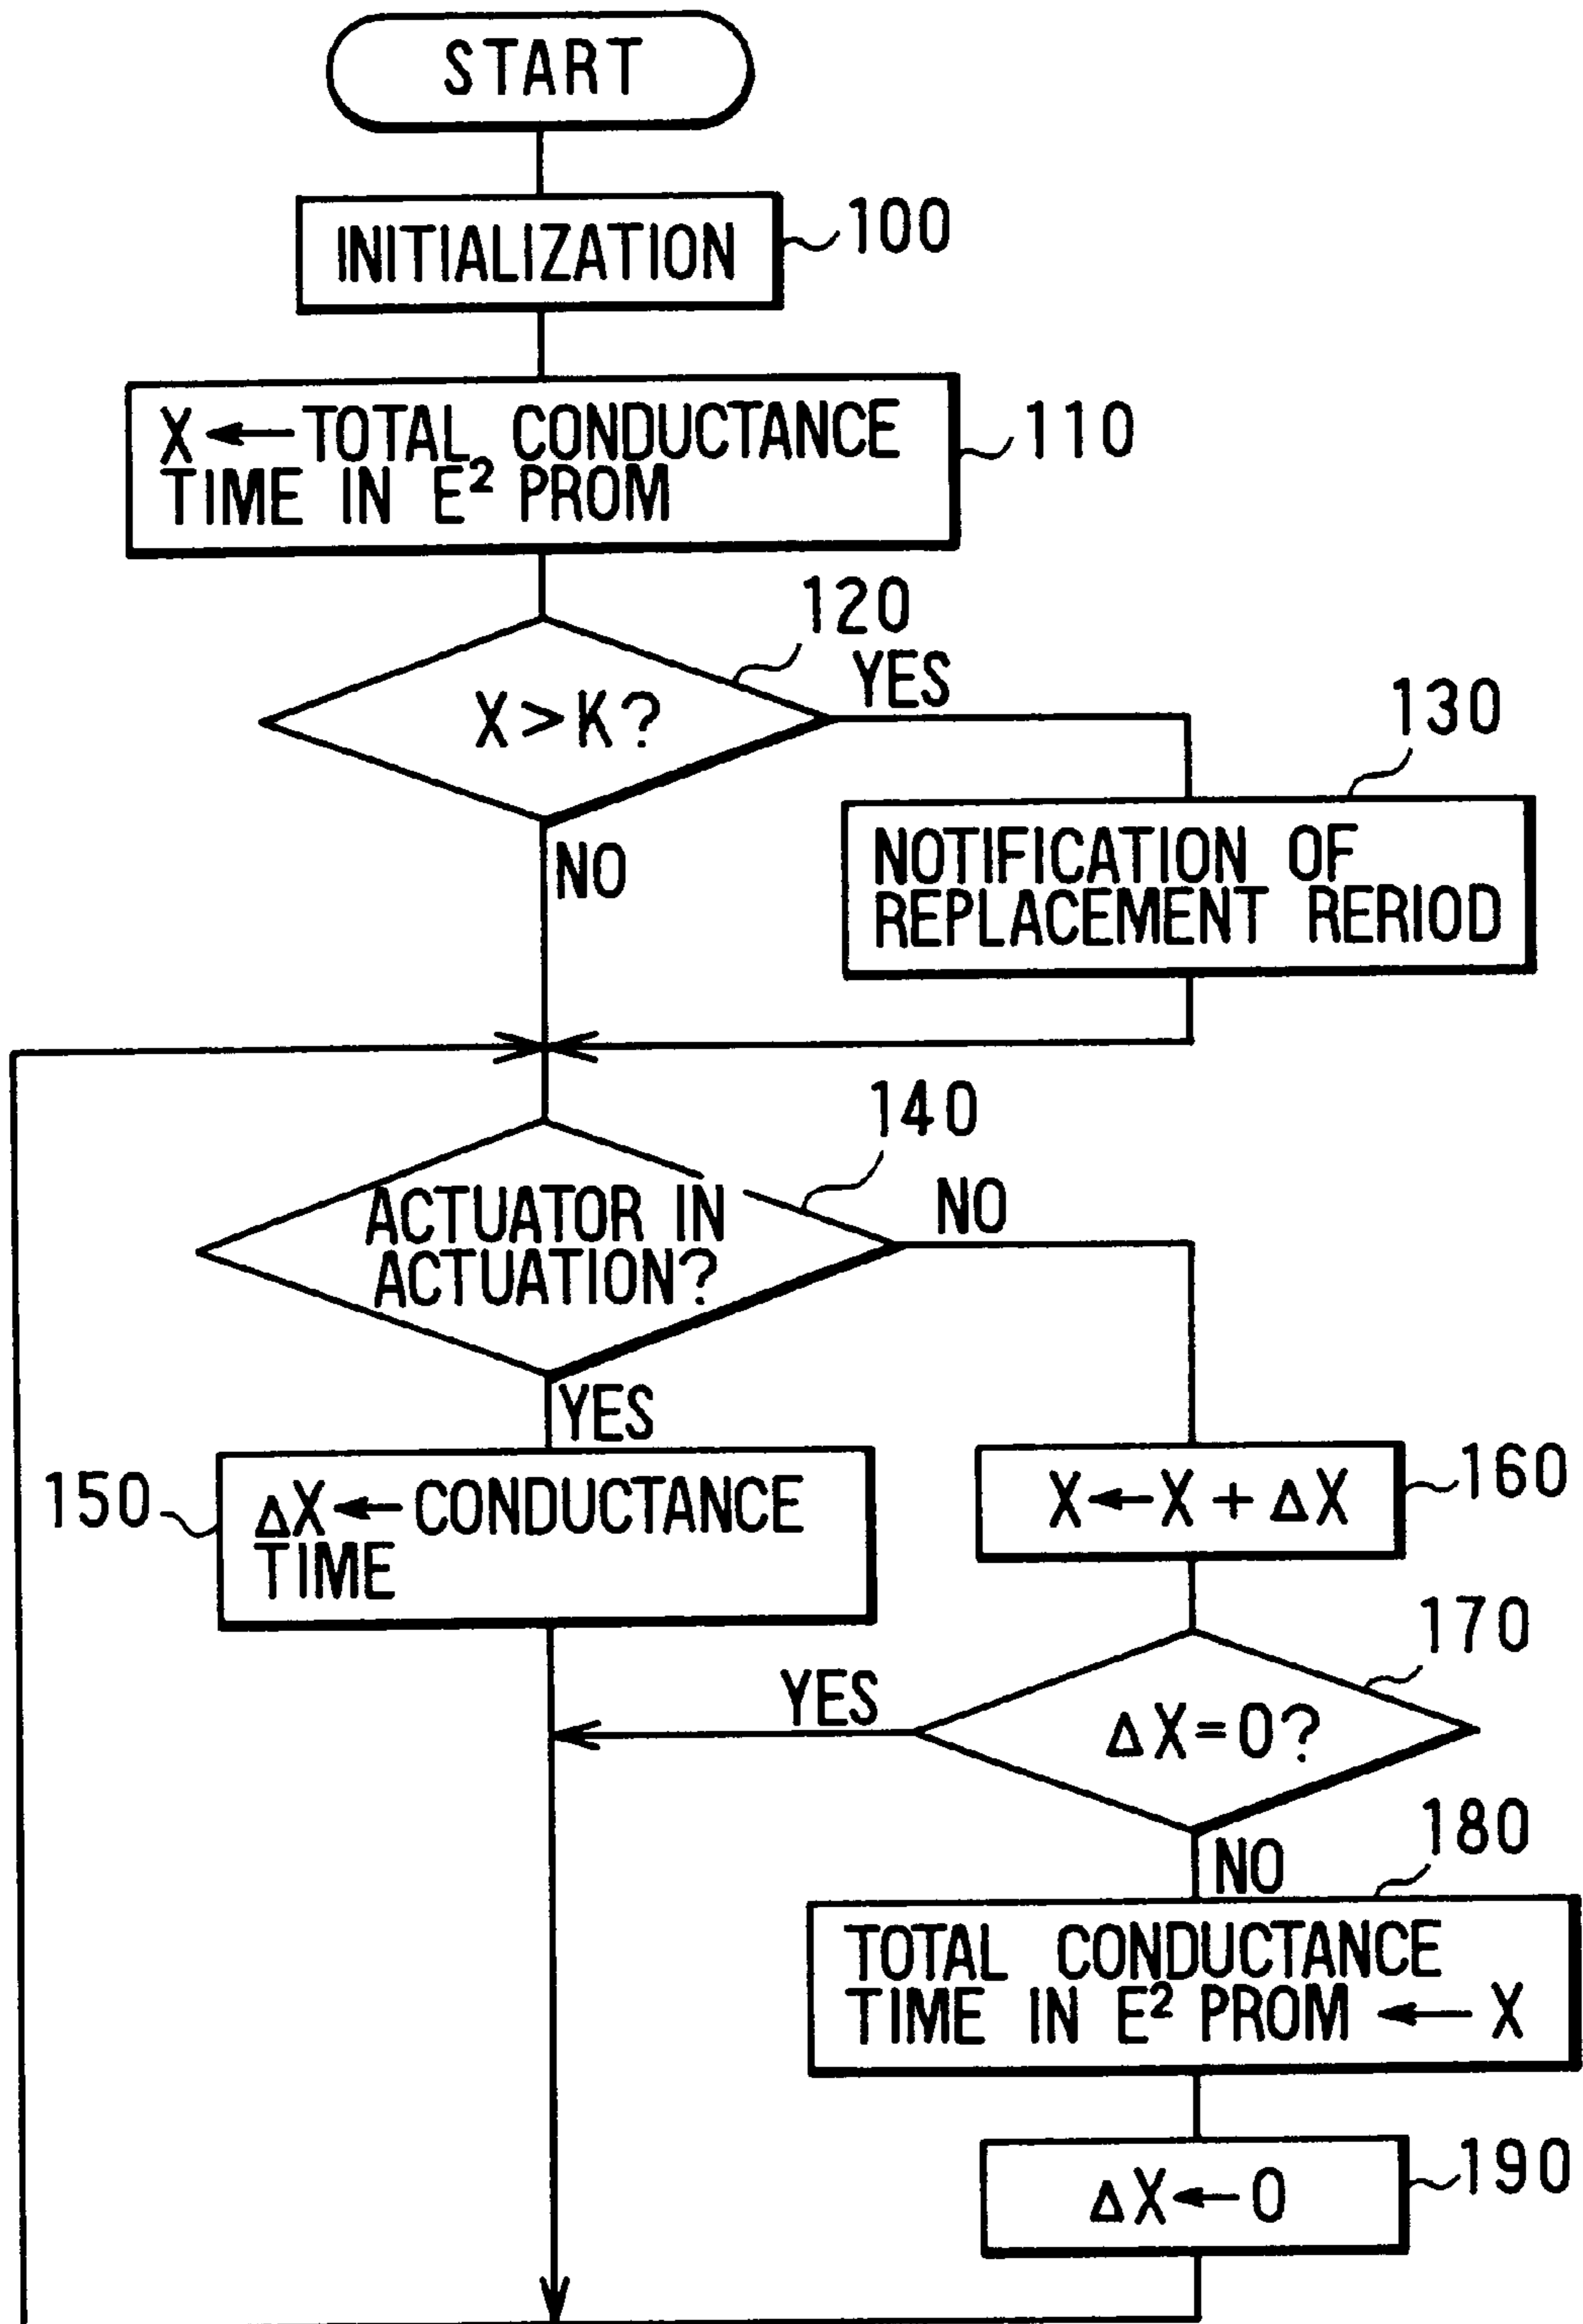 START
INITIALIZATION
100
X ← TOTAL CONDUCTANCE
TIME IN E² PROM
110
120
X > K ?
YES
NO
130
NOTIFICATION OF
REPLACEMENT RERIOD
140
ACTUATOR IN
ACTUATION?
NO
YES
150
ΔX ← CONDUCTANCE
TIME
160
X ← X + ΔX
170
ΔX = 0 ?
YES
NO
180
TOTAL CONDUCTANCE
TIME IN E² PROM ← X
190
ΔX ← 0